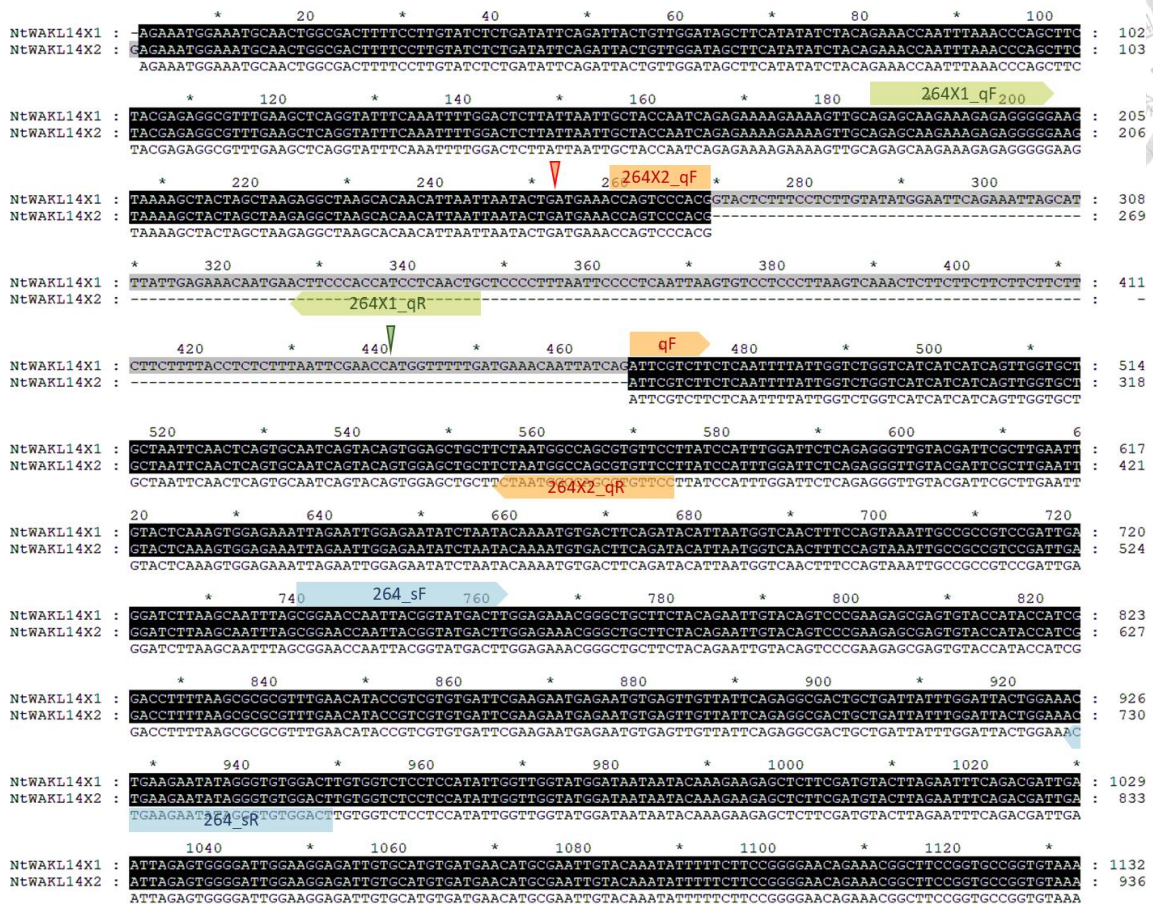 * 20 * 40 * 60 * 80 * 100
NtWAKL14X1 : -AGAAATGGAAATGCAACTGGCGACTTTTCCTTGTATCTCTGATATTCAGATTACTGTTGGATAGCTTCATATATCTACAGAAACCAATTTAAACCCAGCTTC : 102
NtWAKL14X2 : GAGAAATGGAAATGCAACTGGCGACTTTTCCTTGTATCTCTGATATTCAGATTACTGTTGGATAGCTTCATATATCTACAGAAACCAATTTAAACCCAGCTTC : 103
AGAAATGGAAATGCAACTGGCGACTTTTCCTTGTATCTCTGATATTCAGATTACTGTTGGATAGCTTCATATATCTACAGAAACCAATTTAAACCCAGCTTC
* 120 * 140 * 160 * 180 264X1_qF 200
NtWAKL14X1 : TACGAGAGGCGTTTGAAGCTCAGGTATTTCAAATTTTGGACTCTTATTAATTGCTACCAATCAGAGAAAAGAAAAGTTGCAGAGCAAGAAAGAGAGGGGGAAG : 205
NtWAKL14X2 : TACGAGAGGCGTTTGAAGCTCAGGTATTTCAAATTTTGGACTCTTATTAATTGCTACCAATCAGAGAAAAGAAAAGTTGCAGAGCAAGAAAGAGAGGGGGAAG : 206
TACGAGAGGCGTTTGAAGCTCAGGTATTTCAAATTTTGGACTCTTATTAATTGCTACCAATCAGAGAAAAGAAAAGTTGCAGAGCAAGAAAGAGAGGGGGAAG
* 220 * 240 * 260 264X2_qF * 280 * 300
NtWAKL14X1 : TAAAAGCTACTAGCTAAGAGGCTAAGCACAACATTAATTAATACTGATGAAACCAGTCCCACGGTACTCTTTCCTCTTGTATATGGAATTCAGAAATTAGCAT : 308
NtWAKL14X2 : TAAAAGCTACTAGCTAAGAGGCTAAGCACAACATTAATTAATACTGATGAAACCAGTCCCACG---------------------------------------- : 269
TAAAAGCTACTAGCTAAGAGGCTAAGCACAACATTAATTAATACTGATGAAACCAGTCCCACG
* 320 * 340 * 360 * 380 * 400 *
NtWAKL14X1 : TTATTGAGAAACAATGAACTTCCCACCATCCTCAACTGCTCCCCTTTAATTCCCCTCAATTAAGTGTCCTCCCTTAAGTCAAACTCTTCTTCTTCTTCTTCTT : 411
NtWAKL14X2 : ------------------------------------------------------------------------------------------------------- : -
264X1_qR
420 * 440 * 460 qF 480 * 500 *
NtWAKL14X1 : CTTCTTTTACCTCTCTTTAATTCGAACCATGGTTTTTGATGAAACAATTATCAGATTCGTCTTCTCAATTTTATTGGTCTGGTCATCATCATCAGTTGGTGCT : 514
NtWAKL14X2 : ------------------------------------------------------ATTCGTCTTCTCAATTTTATTGGTCTGGTCATCATCATCAGTTGGTGCT : 318
ATTCGTCTTCTCAATTTTATTGGTCTGGTCATCATCATCAGTTGGTGCT
520 * 540 * 560 * 580 * 600 * 6
NtWAKL14X1 : GCTAATTCAACTCAGTGCAATCAGTACAGTGGAGCTGCTTCTAATGGCCAGCGTGTTCCTTATCCATTTGGATTCTCAGAGGGTTGTACGATTCGCTTGAATT : 617
NtWAKL14X2 : GCTAATTCAACTCAGTGCAATCAGTACAGTGGAGCTGCTTCTAATGGCCAGCGTGTTCCTTATCCATTTGGATTCTCAGAGGGTTGTACGATTCGCTTGAATT : 421
GCTAATTCAACTCAGTGCAATCAGTACAGTGGAGCTGCTTCTAATGGCCAGCGTGTTCCTTATCCATTTGGATTCTCAGAGGGTTGTACGATTCGCTTGAATT
264X2_qR
20 * 640 * 660 * 680 * 700 * 720
NtWAKL14X1 : GTACTCAAAGTGGAGAAATTAGAATTGGAGAATATCTAATACAAAATGTGACTTCAGATACATTAATGGTCAACTTTCCAGTAAATTGCCGCCGTCCGATTGA : 720
NtWAKL14X2 : GTACTCAAAGTGGAGAAATTAGAATTGGAGAATATCTAATACAAAATGTGACTTCAGATACATTAATGGTCAACTTTCCAGTAAATTGCCGCCGTCCGATTGA : 524
GTACTCAAAGTGGAGAAATTAGAATTGGAGAATATCTAATACAAAATGTGACTTCAGATACATTAATGGTCAACTTTCCAGTAAATTGCCGCCGTCCGATTGA
* 740 264_sF 760 * 780 * 800 * 820
NtWAKL14X1 : GGATCTTAAGCAATTTAGCGGAACCAATTACGGTATGACTTGGAGAAACGGGCTGCTTCTACAGAATTGTACAGTCCCGAAGAGCGAGTGTACCATACCATCG : 823
NtWAKL14X2 : GGATCTTAAGCAATTTAGCGGAACCAATTACGGTATGACTTGGAGAAACGGGCTGCTTCTACAGAATTGTACAGTCCCGAAGAGCGAGTGTACCATACCATCG : 627
GGATCTTAAGCAATTTAGCGGAACCAATTACGGTATGACTTGGAGAAACGGGCTGCTTCTACAGAATTGTACAGTCCCGAAGAGCGAGTGTACCATACCATCG
* 840 * 860 * 880 * 900 * 920
NtWAKL14X1 : GACCTTTTAAGCGCGCGTTTGAACATACCGTCGTGTGATTCGAAGAATGAGAATGTGAGTTGTTATTCAGAGGCGACTGCTGATTATTTGGATTACTGGAAAC : 926
NtWAKL14X2 : GACCTTTTAAGCGCGCGTTTGAACATACCGTCGTGTGATTCGAAGAATGAGAATGTGAGTTGTTATTCAGAGGCGACTGCTGATTATTTGGATTACTGGAAAC : 730
GACCTTTTAAGCGCGCGTTTGAACATACCGTCGTGTGATTCGAAGAATGAGAATGTGAGTTGTTATTCAGAGGCGACTGCTGATTATTTGGATTACTGGAAAC
* 940 * 960 * 980 * 1000 * 1020 *
NtWAKL14X1 : TGAAGAATATAGGGTGTGGACTTGTGGTCTCCTCCATATTGGTTGGTATGGATAATAATACAAAGAAGAGCTCTTCGATGTACTTAGAATTTCAGACGATTGA : 1029
NtWAKL14X2 : TGAAGAATATAGGGTGTGGACTTGTGGTCTCCTCCATATTGGTTGGTATGGATAATAATACAAAGAAGAGCTCTTCGATGTACTTAGAATTTCAGACGATTGA : 833
TGAAGAATATAGGGTGTGGACTTGTGGTCTCCTCCATATTGGTTGGTATGGATAATAATACAAAGAAGAGCTCTTCGATGTACTTAGAATTTCAGACGATTGA
264_sR
1040 * 1060 * 1080 * 1100 * 1120 *
NtWAKL14X1 : ATTAGAGTGGGGATTGGAAGGAGATTGTGCATGTGATGAACATGCGAATTGTACAAATATTTTTCTTCCGGGGAACAGAAACGGCTTCCGGTGCCGGTGTAAA : 1132
NtWAKL14X2 : ATTAGAGTGGGGATTGGAAGGAGATTGTGCATGTGATGAACATGCGAATTGTACAAATATTTTTCTTCCGGGGAACAGAAACGGCTTCCGGTGCCGGTGTAAA : 936
ATTAGAGTGGGGATTGGAAGGAGATTGTGCATGTGATGAACATGCGAATTGTACAAATATTTTTCTTCCGGGGAACAGAAACGGCTTCCGGTGCCGGTGTAAA